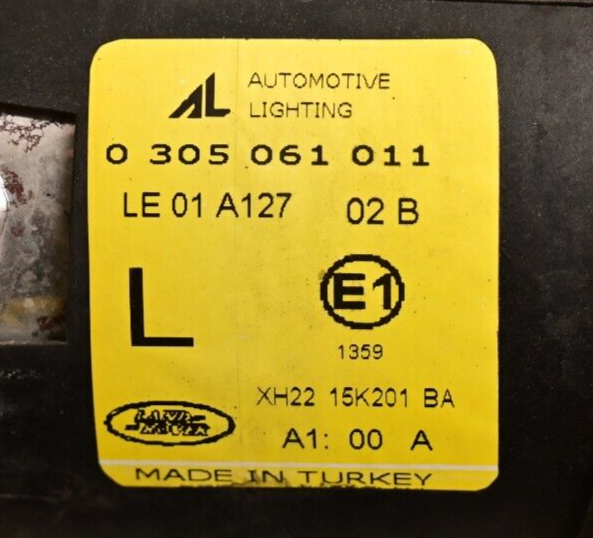 AL AUTOMOTIVE
LIGHTING
0 305 061 011
LE 01 A127 02 B
L
E1
1359
XH22 15K201 BA
LAND-
ROVER
A1: 00 A
MADE IN TURKEY